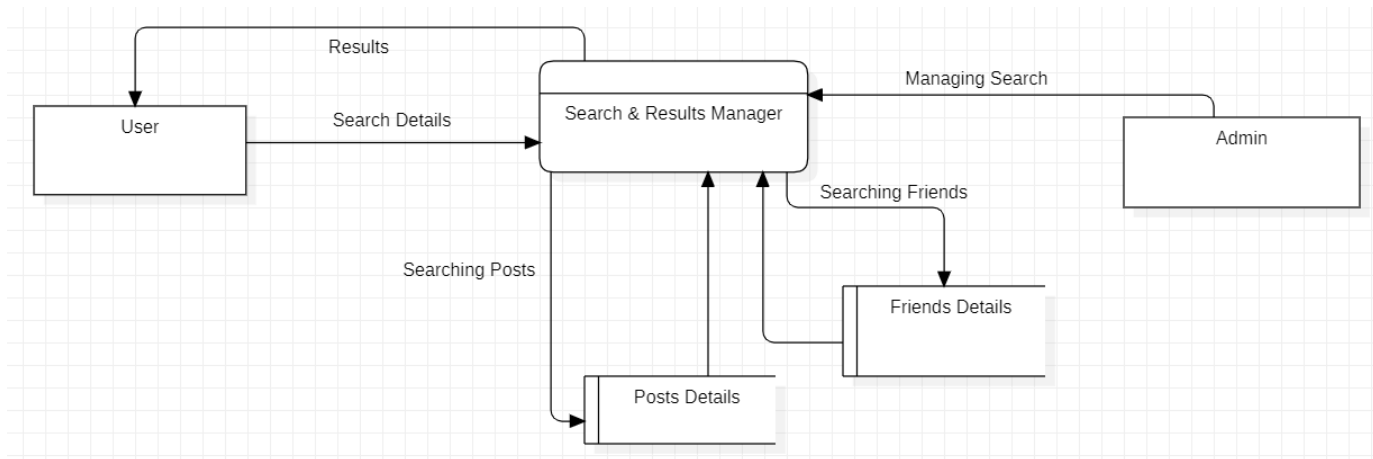 Results
Managing Search
Search & Results Manager
User
Search Details
Admin
Searching Friends
Searching Posts
Friends Details
Posts Details